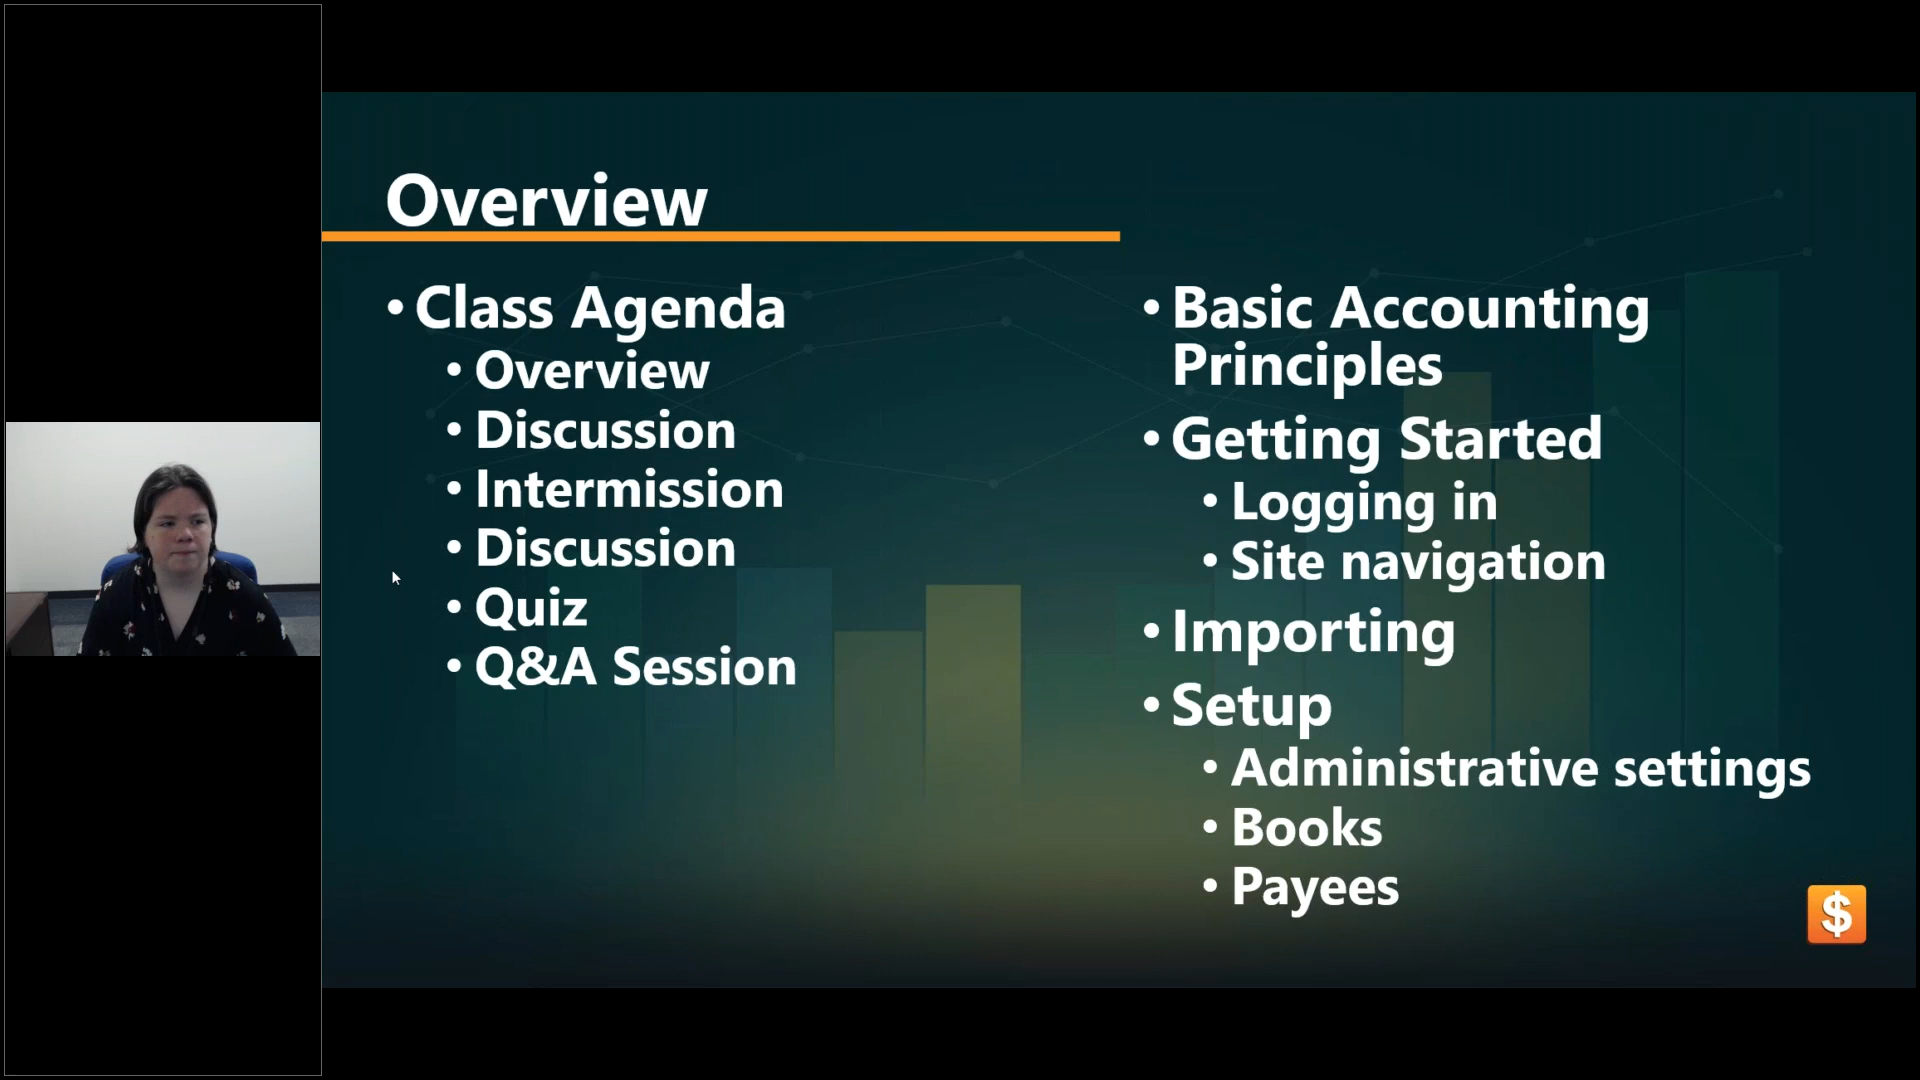 Overview
• Class Agenda
• Overview
• Discussion
• Intermission
• Discussion
• Quiz
• Q&A Session
• Basic Accounting
Principles
• Getting Started
• Logging in
• Site navigation
• Importing
• Setup
• Administrative settings
• Books
• Payees
$